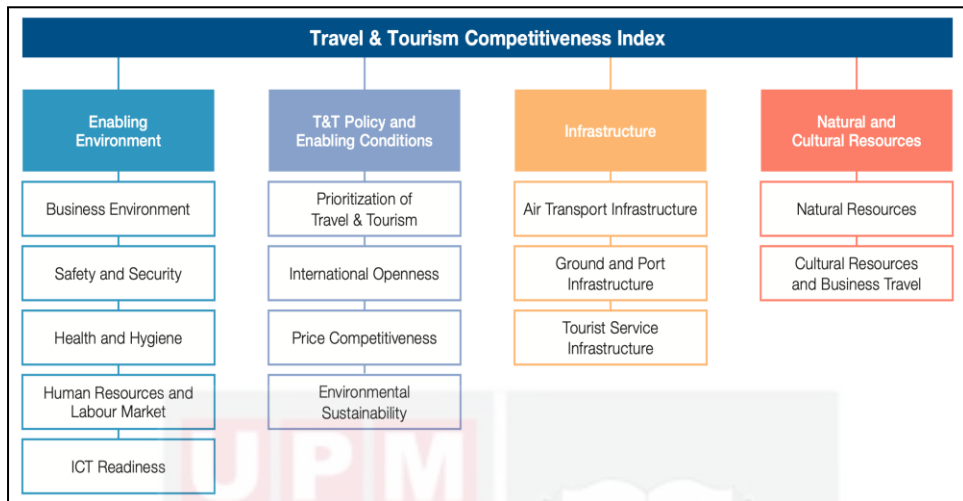 Travel & Tourism Competitiveness Index
Enabling
Environment
Business Environment
Safety and Security
Health and Hygiene
Human Resources and
Labour Market
ICT Readiness
T&T Policy and
Enabling Conditions
Prioritization of
Travel & Tourism
International Openness
Price Competitiveness
Environmental
Sustainability
Infrastructure
Air Transport Infrastructure
Ground and Port
Infrastructure
Tourist Service
Infrastructure
Natural and
Cultural Resources
Natural Resources
Cultural Resources
and Business Travel
UPM